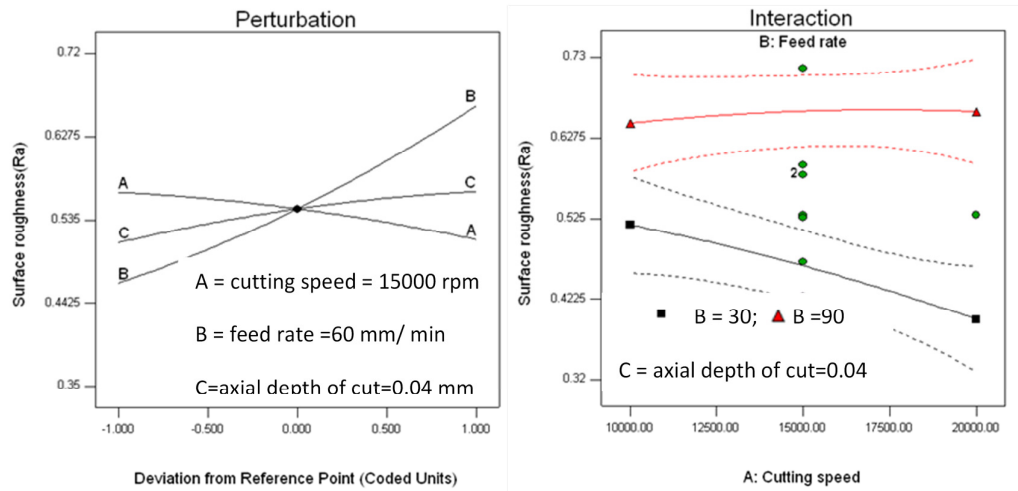 Perturbation
0.72
0.6275
0.535
0.4425
0.35
Surface roughness(Ra)
A
C
B
B
C
A
A = cutting speed = 15000 rpm
B = feed rate =60 mm/ min
C=axial depth of cut=0.04 mm
-1.000
-0.500
0.000
0.500
1.000
Deviation from Reference Point (Coded Units)
Interaction
B: Feed rate
0.73
0.6275
0.525
0.4225
0.32
Surface roughness(Ra)
2
B = 30; B =90
C = axial depth of cut=0.04
10000.00
12500.00
15000.00
17500.00
20000.00
A: Cutting speed